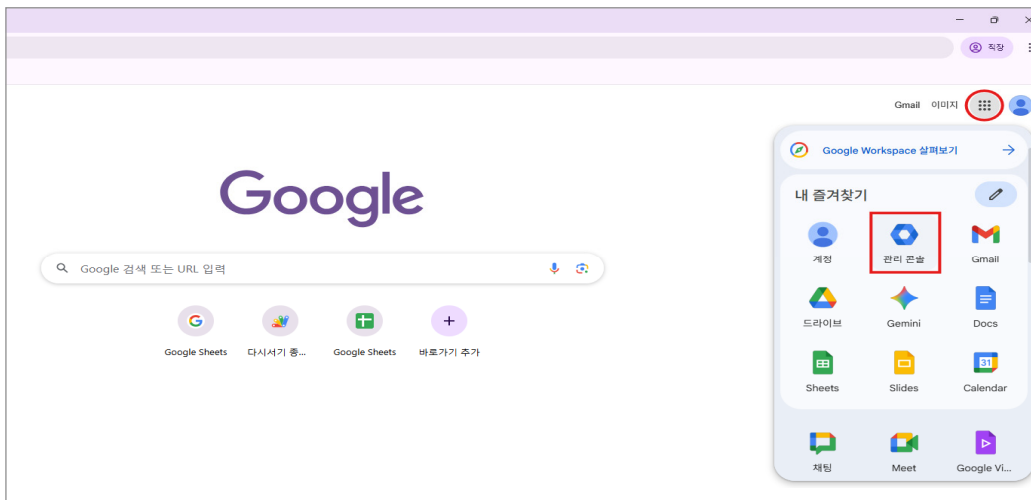 직장
Gmail 이미지
Google Workspace 살펴보기
Google
내 즐겨찾기
계정 관리 콘솔 Gmail
Google 검색 또는 URL 입력
드라이브 Gemini Docs
Google Sheets 다시서기 종... Google Sheets 바로가기 추가
31
Sheets Slides Calendar
채팅 Meet Google Vi...